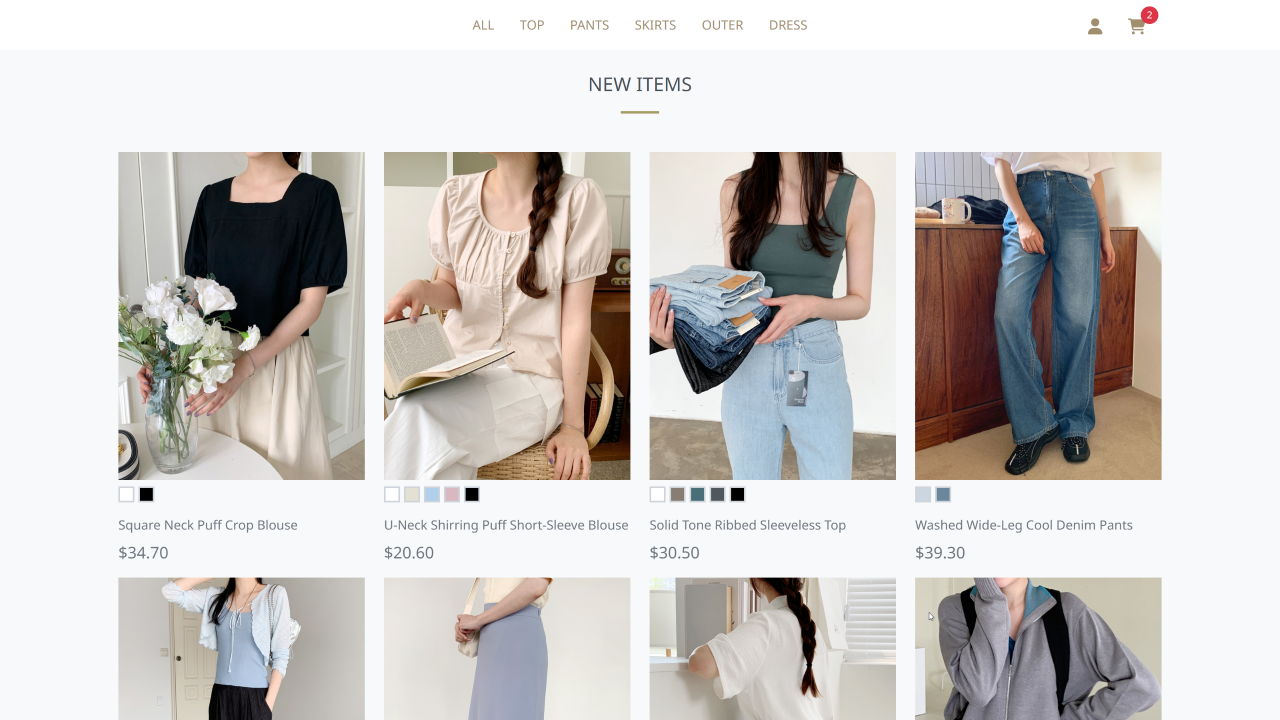 ALL TOP PANTS SKIRTS OUTER DRESS
2
NEW ITEMS
Square Neck Puff Crop Blouse
U-Neck Shirring Puff Short-Sleeve Blouse
Solid Tone Ribbed Sleeveless Top
Washed Wide-Leg Cool Denim Pants
$34.70
$20.60
$30.50
$39.30